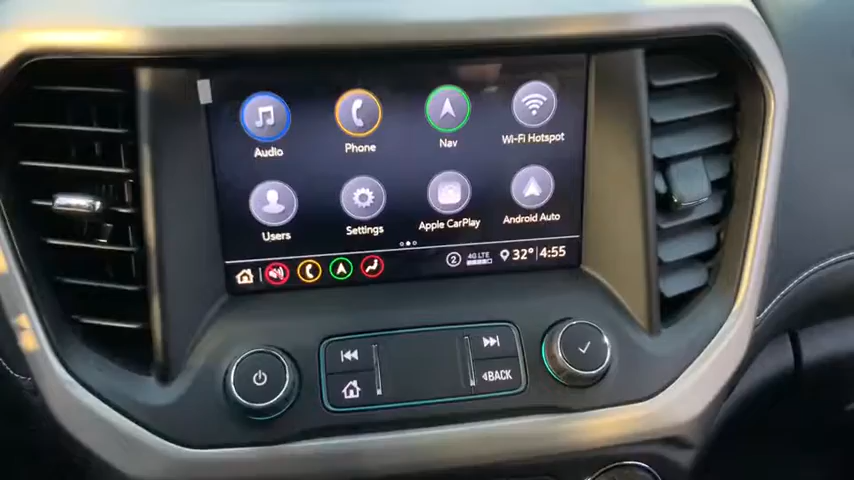 Audio Phone Nav Wi-Fi Hotspot
Users Settings Apple CarPlay Android Auto
2 4G LTE 32° 4:55
BACK